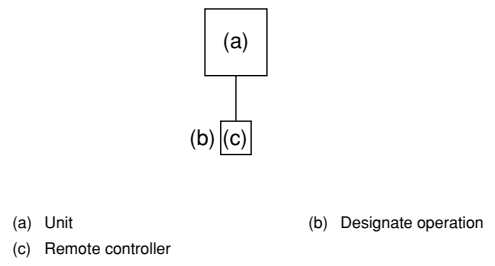 (a)
(b) (c)
(a) Unit (b) Designate operation
(c) Remote controller